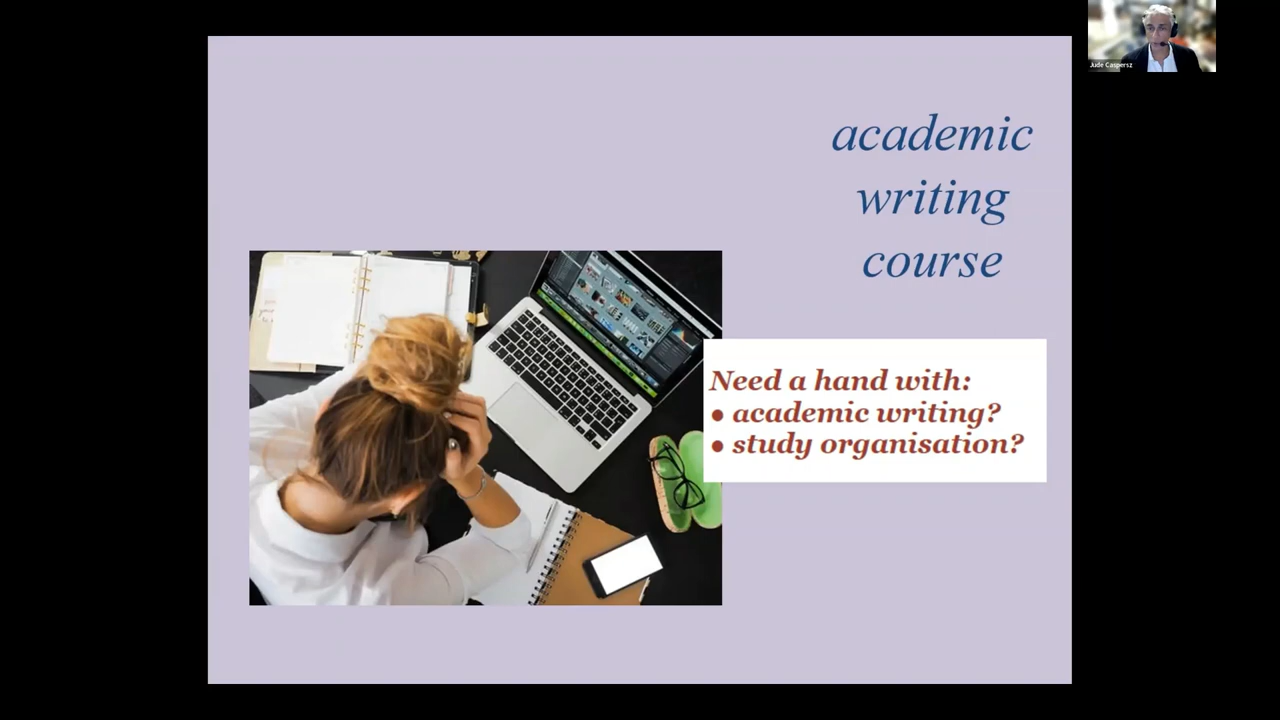 Jude Caspersz
academic
writing
course
Need a hand with:
● academic writing?
● study organisation?